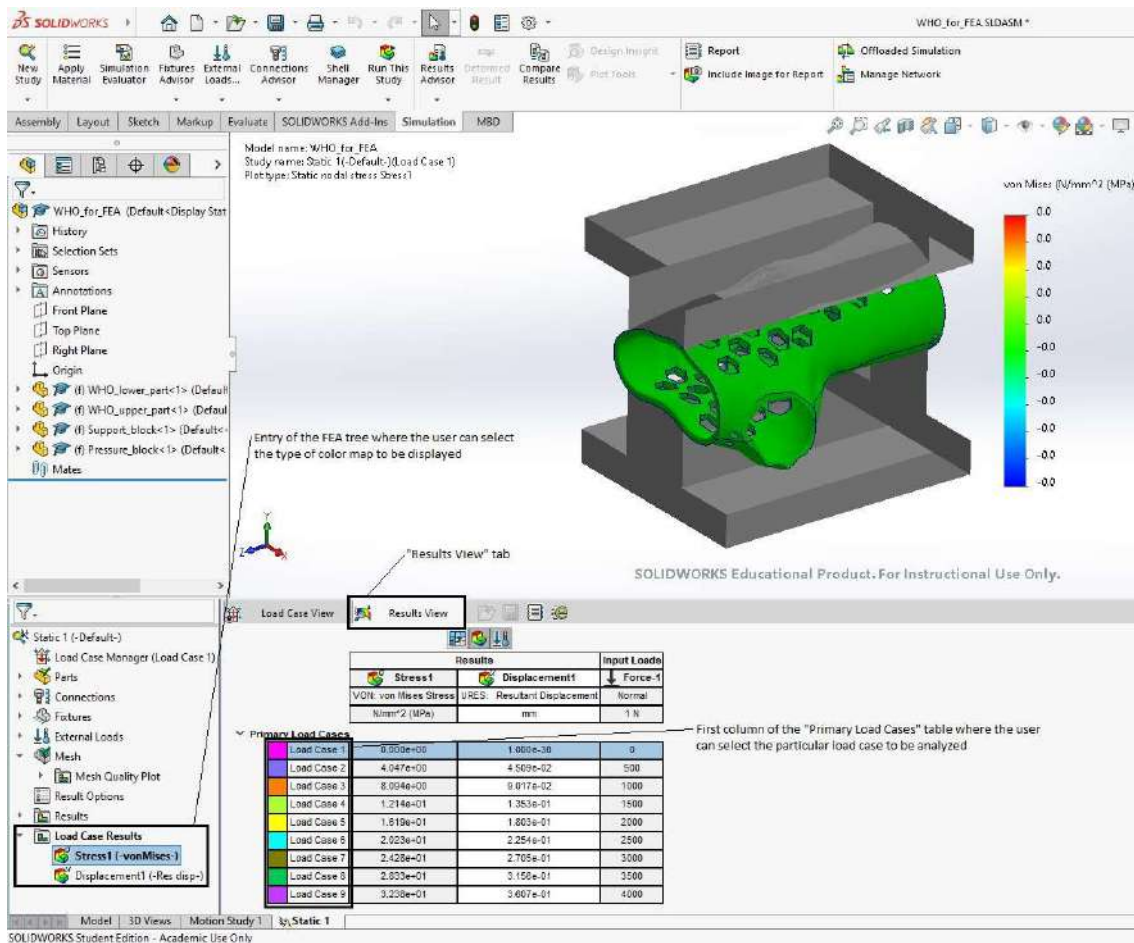 SOLIDWORKS
WHO_for_FEA.SLDASM *
New Study
Apply Material
Simulation Evaluator
Fixtures Advisor
External Loads...
Connections Advisor
Shell Manager
Run This Study
Results Advisor
Deformed Result
Compare Results
Design Insight
Plot Tools
Report
Include Image for Report
Offloaded Simulation
Manage Network
Assembly Layout Sketch Markup Evaluate SOLIDWORKS Add-Ins Simulation MBD
Model name: WHO_for_FEA
Study name: Static 1(-Default-)(Load Case 1)
Plot type: Static nodal stress Stress1
von Mises (N/mm^2 (MPa)
0.0
0.0
0.0
0.0
0.0
-0.0
-0.0
-0.0
-0.0
-0.0
-0.0
WHO_for_FEA (Default<Display Stat
History
Selection Sets
Sensors
Annotations
Front Plane
Top Plane
Right Plane
Origin
(f) WHO_lower_part<1> (Defaul
(f) WHO_upper_part<1> (Defaul
(f) Support_block<1> (Default<
(f) Pressure_block<1> (Default<
Mates
Entry of the FEA tree where the user can select
the type of color map to be displayed
Y
Z
X
"Results View" tab
SOLIDWORKS Educational Product. For Instructional Use Only.
Load Case View Results View
Static 1 (-Default-)
Load Case Manager (Load Case 1)
Parts
Connections
Fixtures
External Loads
Mesh
Mesh Quality Plot
Result Options
Results
Load Case Results
Stress1 (-vonMises-)
Displacement1 (-Res disp-)
Results Input Loads
Stress1 Displacement1 Force-1
VON: von Mises Stress URES: Resultant Displacement Normal
N/mm^2 (MPa) mm 1 N
Primary Load Cases
Load Case 1 0.000e+00 1.000e-30 0
Load Case 2 4.047e+00 4.509e-02 500
Load Case 3 8.094e+00 9.017e-02 1000
Load Case 4 1.214e+01 1.353e-01 1500
Load Case 5 1.619e+01 1.803e-01 2000
Load Case 6 2.023e+01 2.254e-01 2500
Load Case 7 2.428e+01 2.705e-01 3000
Load Case 8 2.833e+01 3.156e-01 3500
Load Case 9 3.238e+01 3.607e-01 4000
First column of the "Primary Load Cases" table where the user
can select the particular load case to be analyzed
Model 3D Views Motion Study 1 Static 1
SOLIDWORKS Student Edition - Academic Use Only